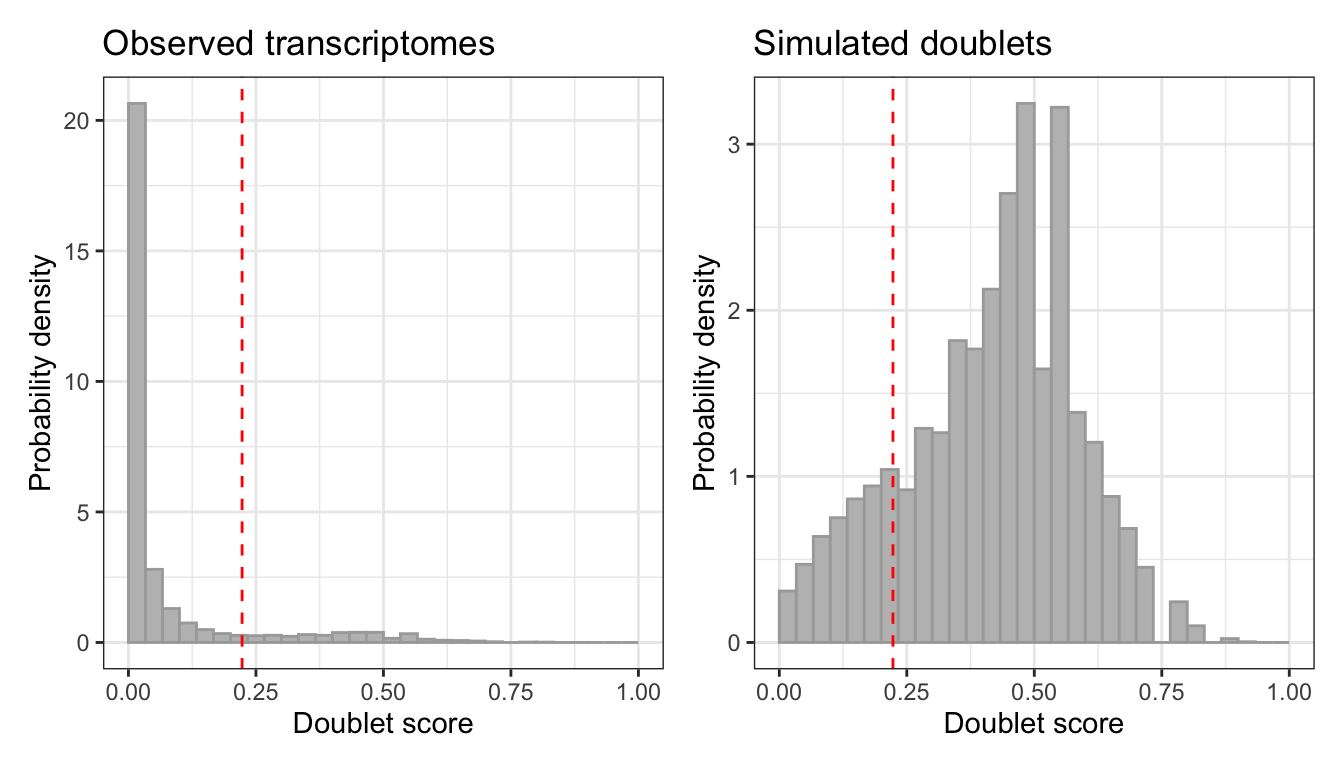 Observed transcriptomes
Probability density
20
15
10
5
0
0.00 0.25 0.50 0.75 1.00
Doublet score
Simulated doublets
Probability density
3
2
1
0
0.00 0.25 0.50 0.75 1.00
Doublet score